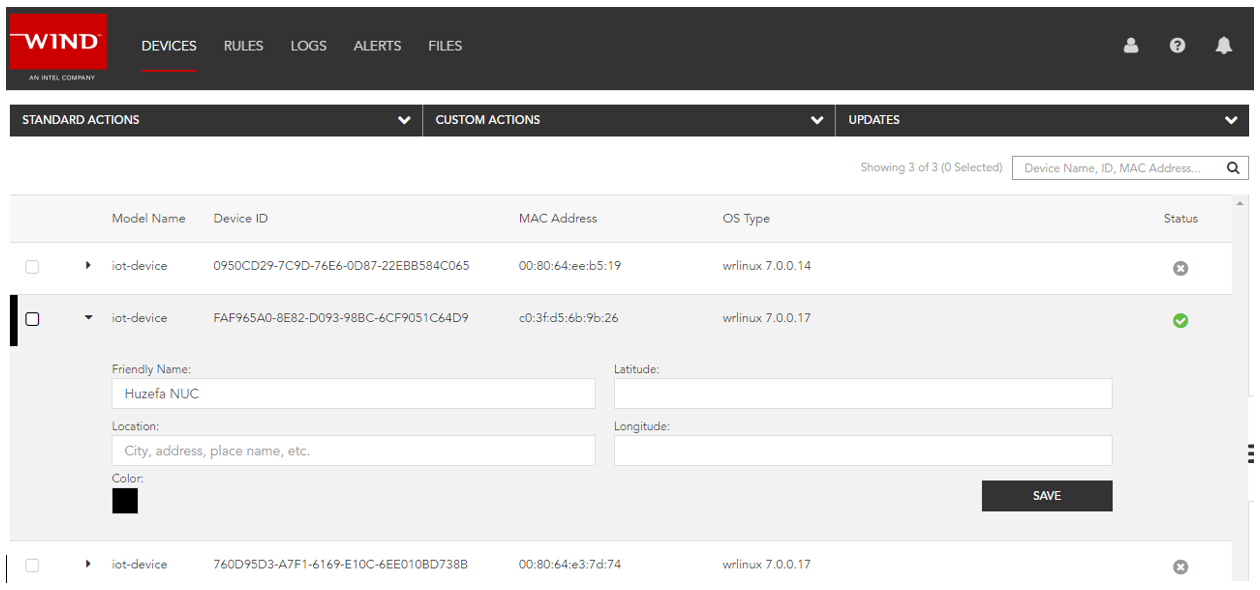 WIND
AN INTEL COMPANY
DEVICES RULES LOGS ALERTS FILES
STANDARD ACTIONS CUSTOM ACTIONS UPDATES
Showing 3 of 3 (0 Selected) Device Name, ID, MAC Address...
Model Name Device ID MAC Address OS Type Status
iot-device 0950CD29-7C9D-76E6-0D87-22EBB584C065 00:80:64:ee:b5:19 wrlinux 7.0.0.14
iot-device FAF965A0-8E82-D093-98BC-6CF9051C64D9 c0:3f:d5:6b:9b:26 wrlinux 7.0.0.17
Friendly Name: Latitude:
Huzefa NUC
Location: Longitude:
City, address, place name, etc.
Color:
SAVE
iot-device 760D95D3-A7F1-6169-E10C-6EE010BD738B 00:80:64:e3:7d:74 wrlinux 7.0.0.17